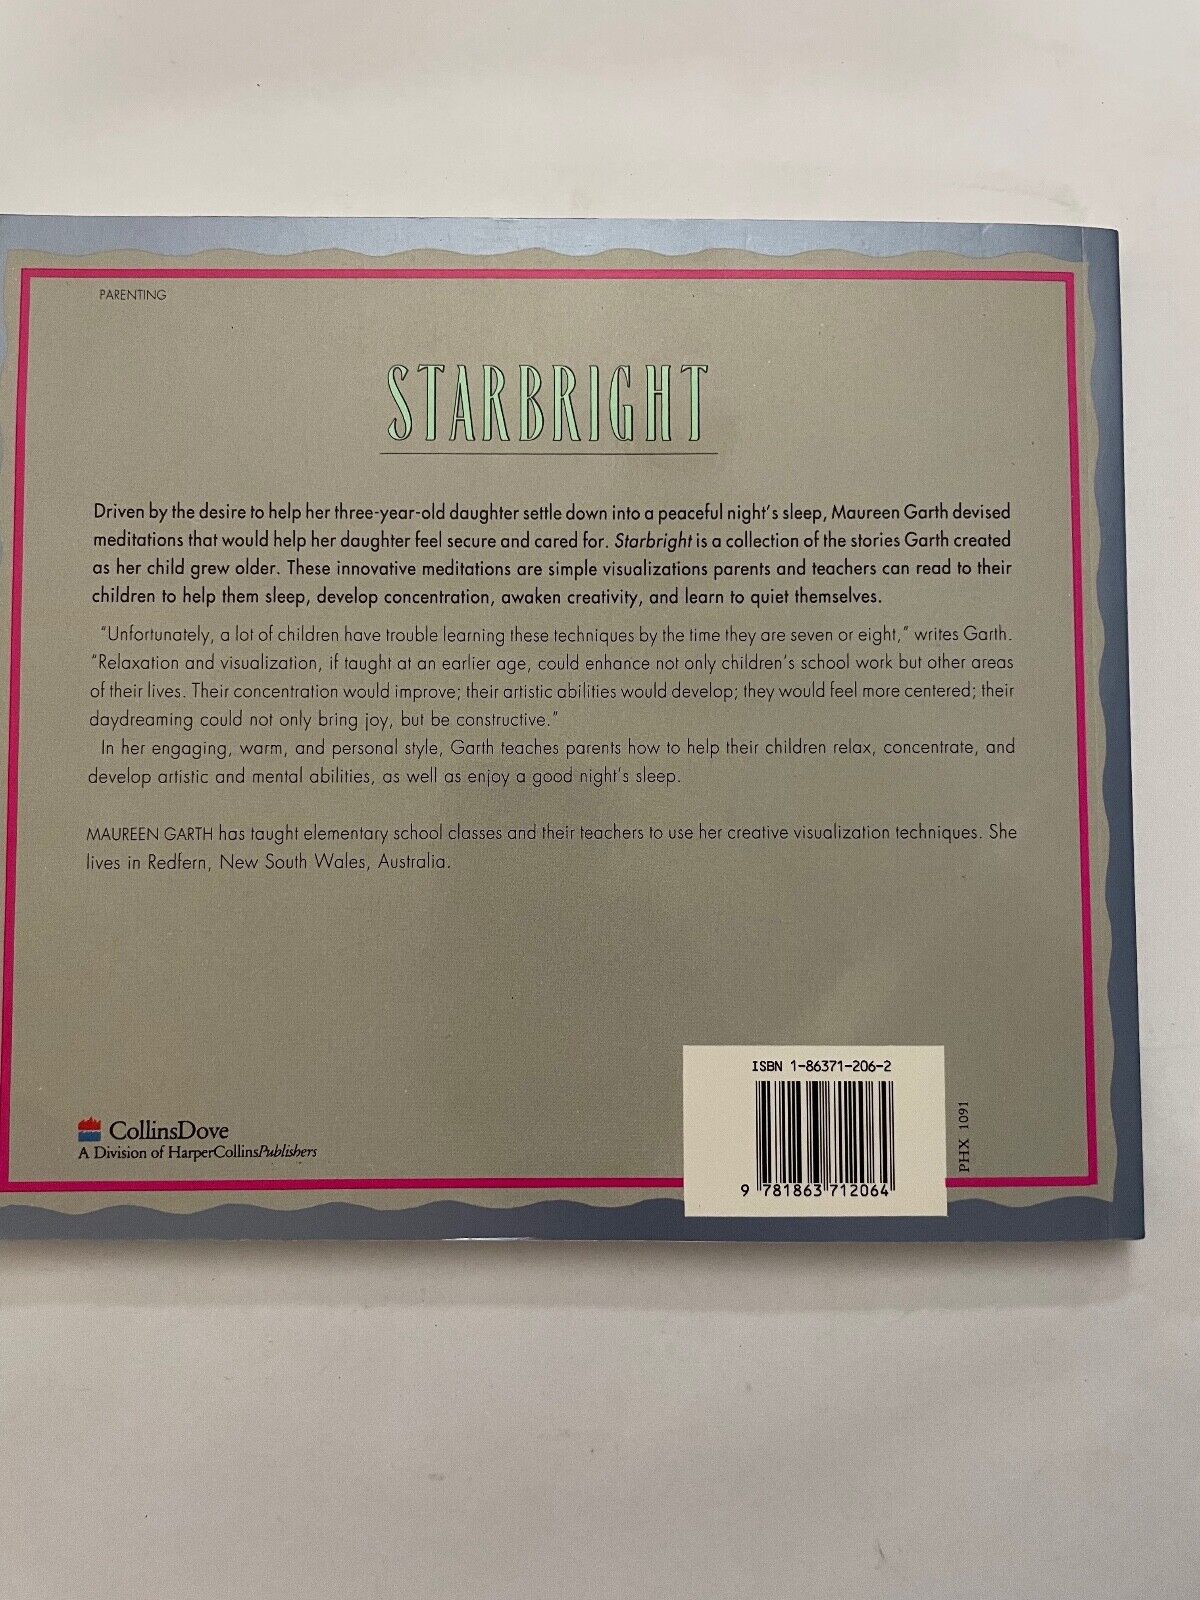 PARENTING
STARBRIGHT
Driven by the desire to help her three-year-old daughter settle down into a peaceful night's sleep, Maureen Garth devised
meditations that would help her daughter feel secure and cared for. Starbright is a collection of the stories Garth created
as her child grew older. These innovative meditations are simple visualizations parents and teachers can read to their
children to help them sleep, develop concentration, awaken creativity, and learn to quiet themselves.
"Unfortunately, a lot of children have trouble learning these techniques by the time they are seven or eight," writes Garth.
"Relaxation and visualization, if taught at an earlier age, could enhance not only children's school work but other areas
of their lives. Their concentration would improve; their artistic abilities would develop; they would feel more centered; their
daydreaming could not only bring joy, but be constructive."
In her engaging, warm, and personal style, Garth teaches parents how to help their children relax, concentrate, and
develop artistic and mental abilities, as well as enjoy a good night's sleep.
MAUREEN GARTH has taught elementary school classes and their teachers to use her creative visualization techniques. She
lives in Redfern, New South Wales, Australia.
CollinsDove
A Division of HarperCollinsPublishers
ISBN 1-86371-206-2
9 781863 712064
PHX 1091